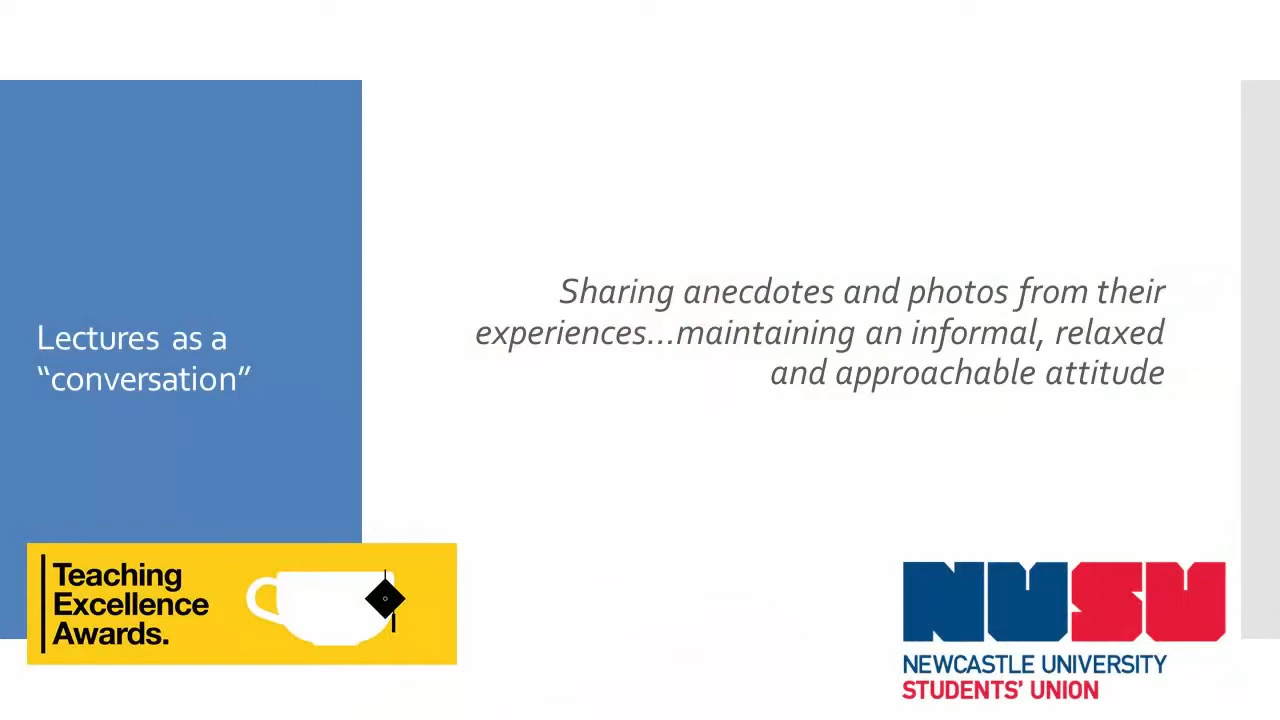 Lectures as a
“conversation”
Sharing anecdotes and photos from their
experiences...maintaining an informal, relaxed
and approachable attitude
Teaching
Excellence
Awards.
NUSU
NEWCASTLE UNIVERSITY
STUDENTS' UNION